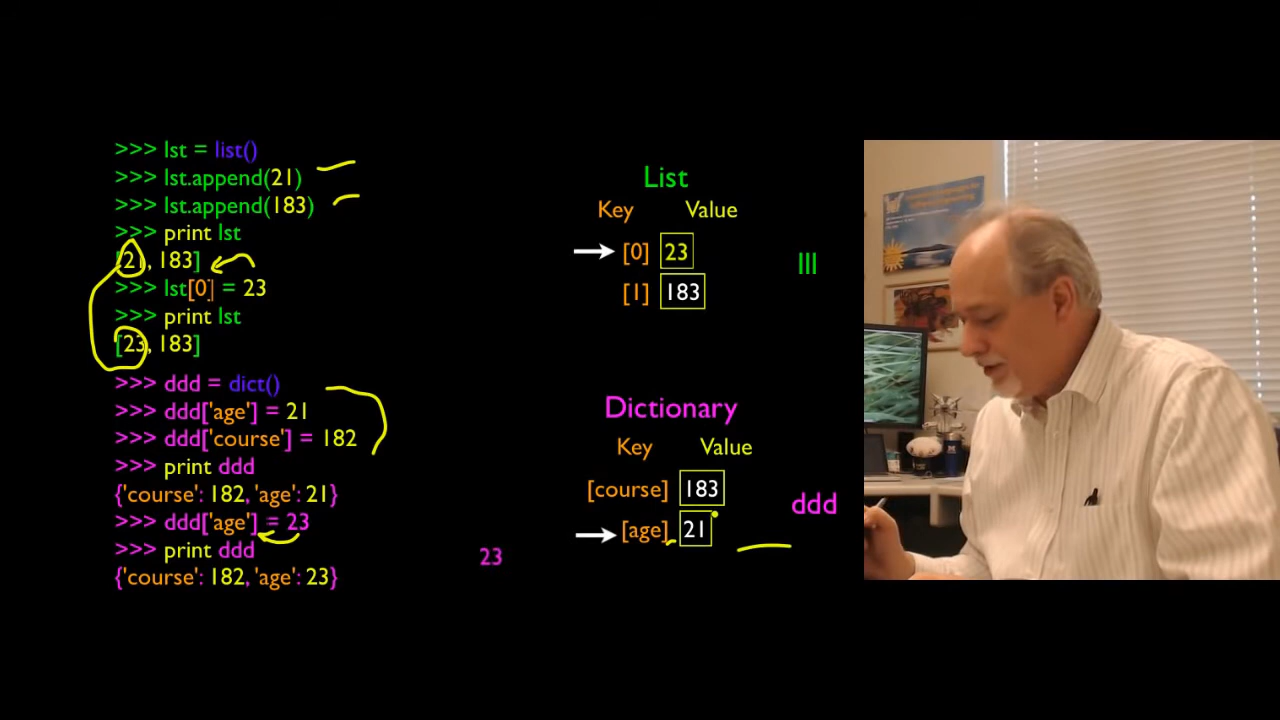 >>> lst = list()
>>> lst.append(21)
>>> lst.append(183)
>>> print lst
[21, 183]
>>> lst[0] = 23
>>> print lst
[23, 183]
>>> ddd = dict()
>>> ddd['age'] = 21
>>> ddd['course'] = 182
>>> print ddd
{'course': 182, 'age': 21}
>>> ddd['age'] = 23
>>> print ddd
{'course': 182, 'age': 23}
23
List
Key Value
[0] 23
[1] 183
lll
Dictionary
Key Value
[course] 183
[age] 21
ddd